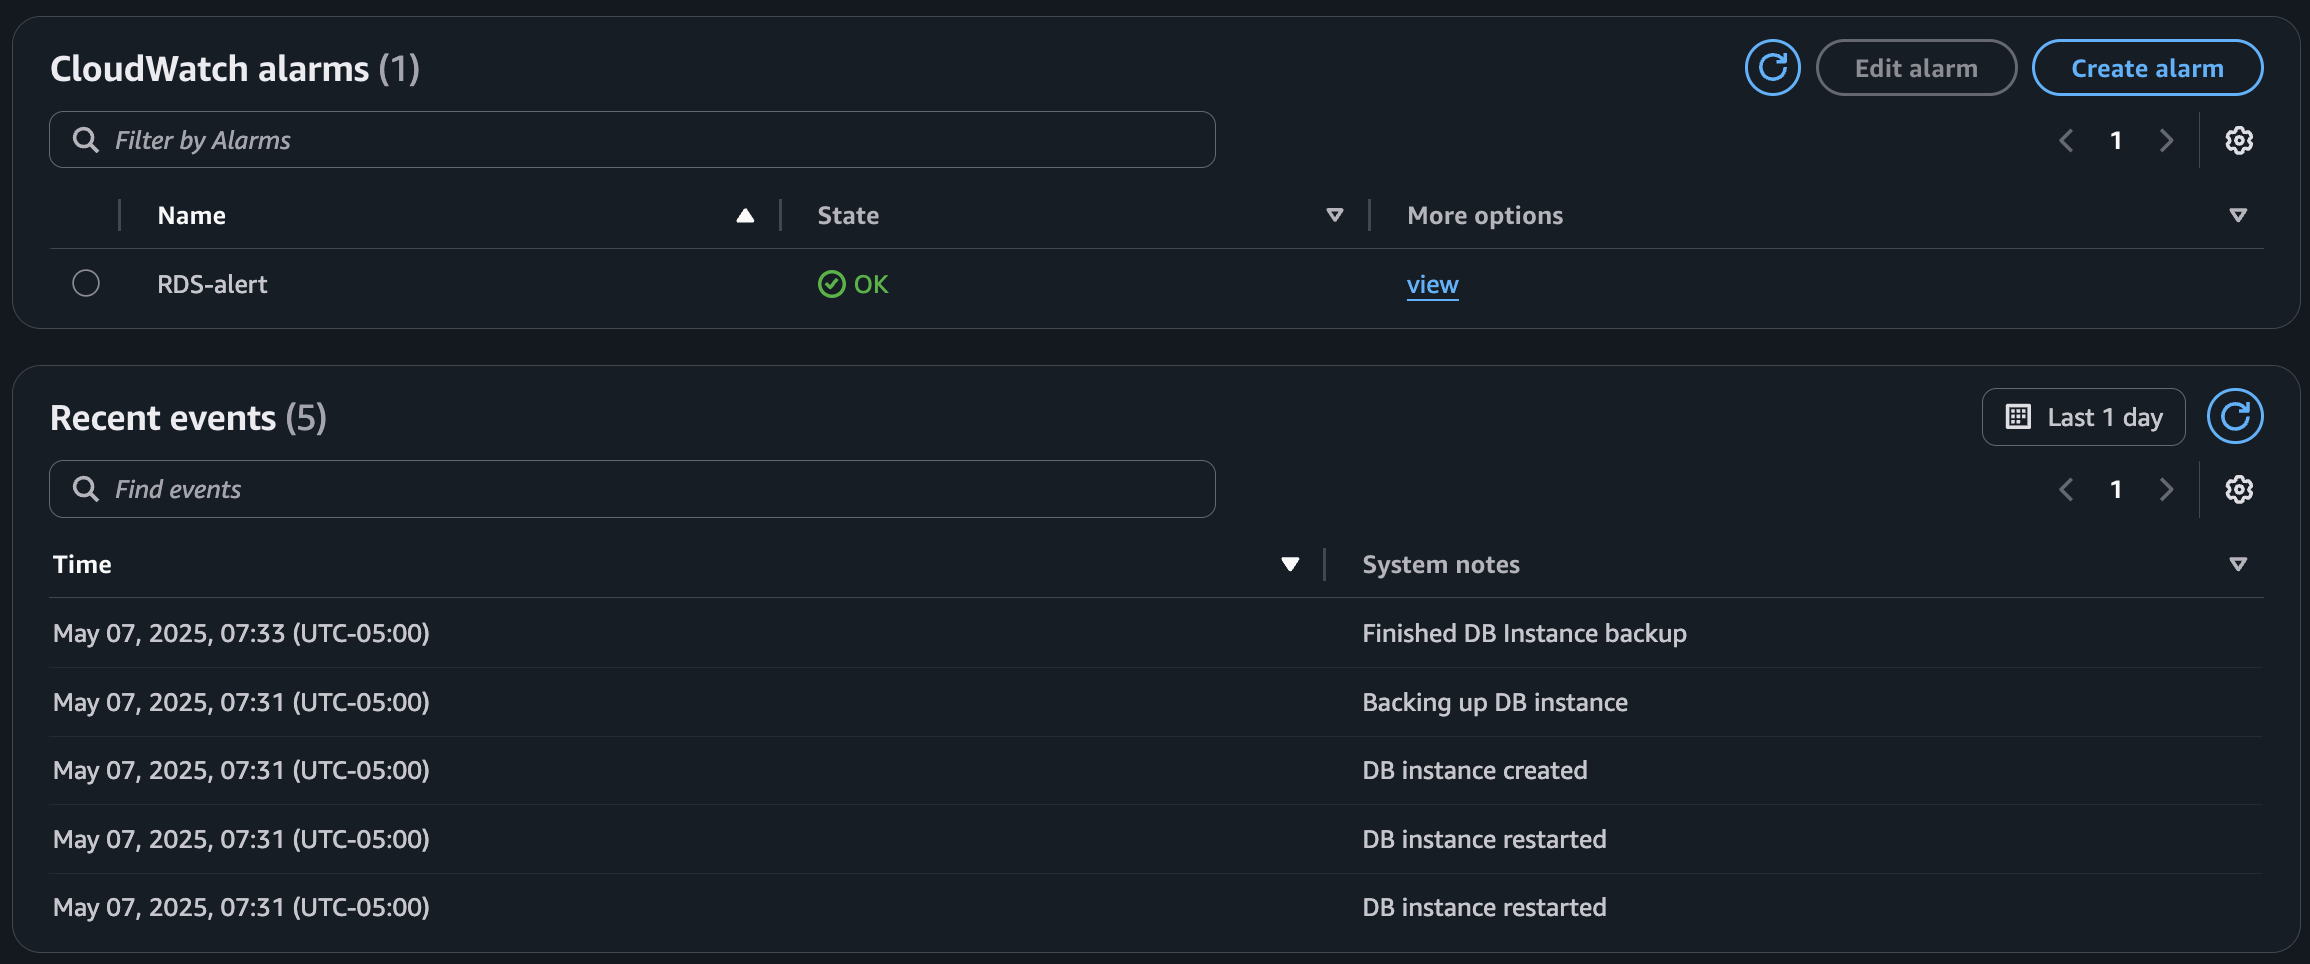 CloudWatch alarms (1)
Edit alarm
Create alarm
Filter by Alarms
1
Name State More options
RDS-alert OK view
Recent events (5)
Last 1 day
Find events
1
Time System notes
May 07, 2025, 07:33 (UTC-05:00) Finished DB Instance backup
May 07, 2025, 07:31 (UTC-05:00) Backing up DB instance
May 07, 2025, 07:31 (UTC-05:00) DB instance created
May 07, 2025, 07:31 (UTC-05:00) DB instance restarted
May 07, 2025, 07:31 (UTC-05:00) DB instance restarted